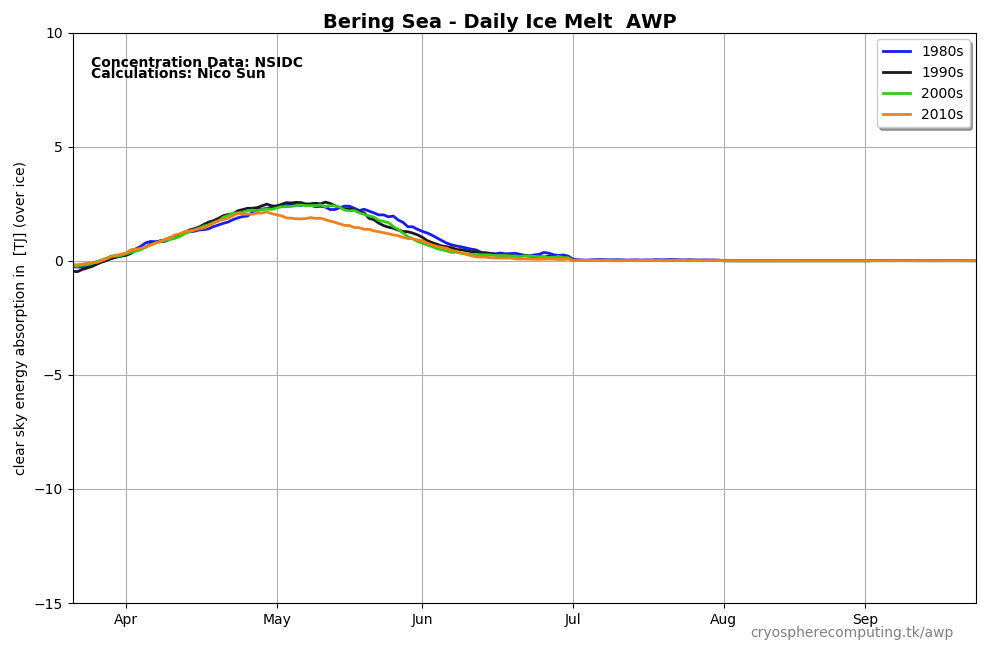 Bering Sea - Daily Ice Melt  AWP
10
5
0
−5
−10
−15
clear sky energy absorption in  [TJ] (over ice)
Concentration Data: NSIDC
Calculations: Nico Sun
1980s
1990s
2000s
2010s
Apr
May
Jun
Jul
Aug
Sep
cryospherecomputing.tk/awp